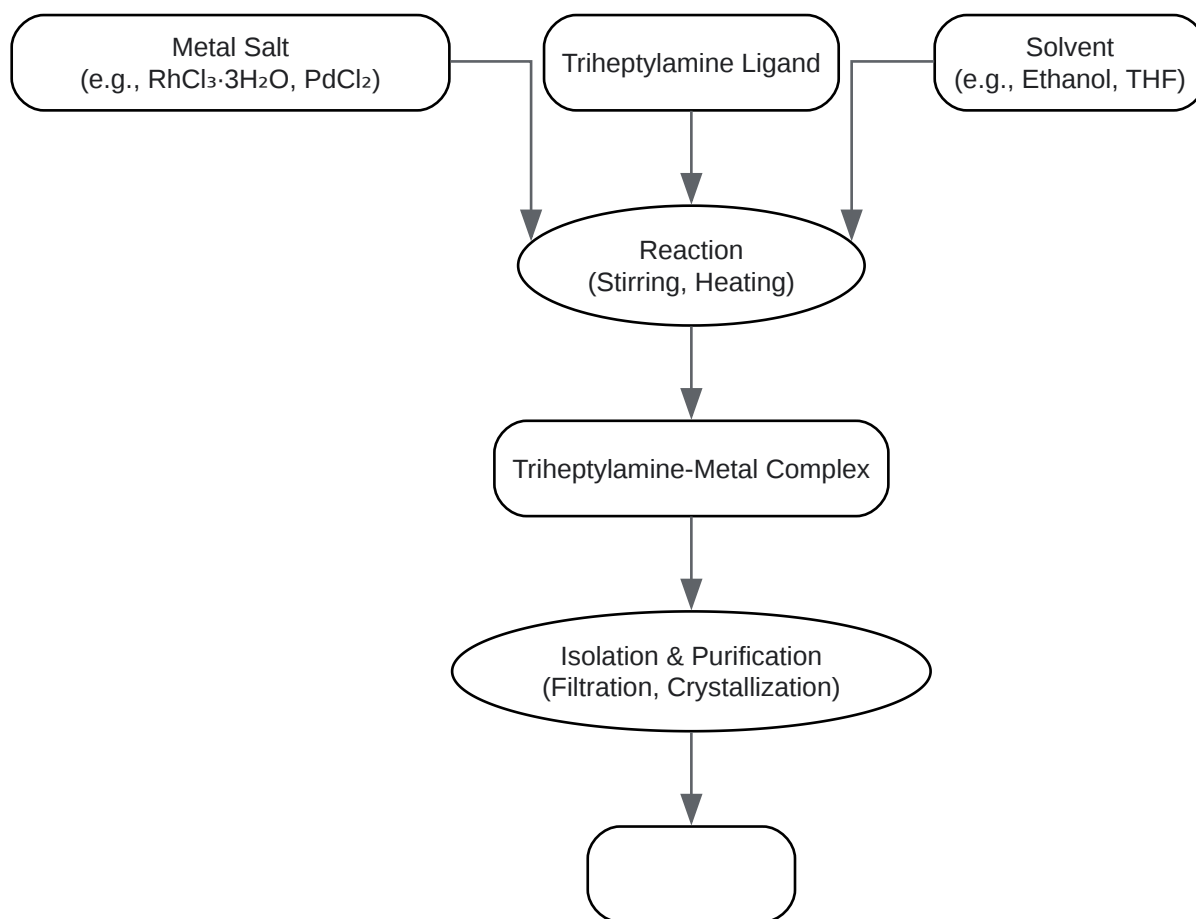 Metal Salt
(e.g., RhCl₃·3H₂O, PdCl₂)
Triheptylamine Ligand
Solvent
(e.g., Ethanol, THF)
Reaction
(Stirring, Heating)
Triheptylamine-Metal Complex
Isolation & Purification
(Filtration, Crystallization)